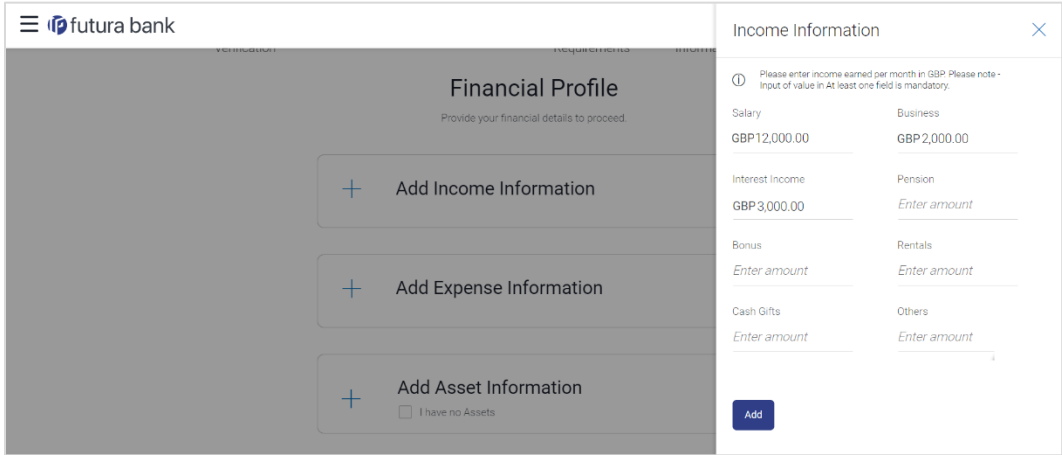 futura bank
Verification
Requirements
Financial Profile
Provide your financial details to proceed.
Add Income Information
Add Expense Information
Add Asset Information
I have no Assets
Income Information
Please enter income earned per month in GBP. Please note -
Input of value in At least one field is mandatory.
Salary Business
GBP12,000.00 GBP2,000.00
Interest Income Pension
GBP3,000.00 Enter amount
Bonus Rentals
Enter amount Enter amount
Cash Gifts Others
Enter amount Enter amount
Add